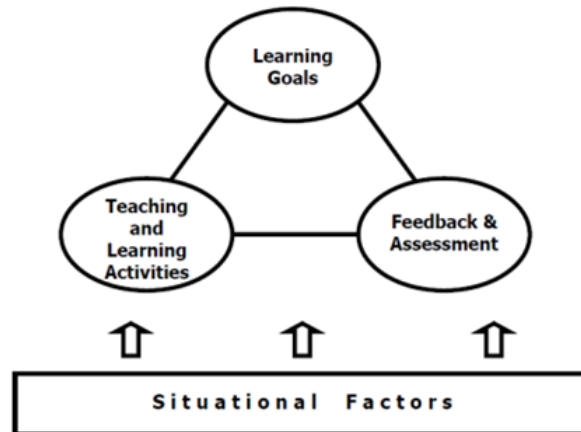 Learning
Goals
Teaching
and
Learning
Activities
Feedback &
Assessment
Situational Factors